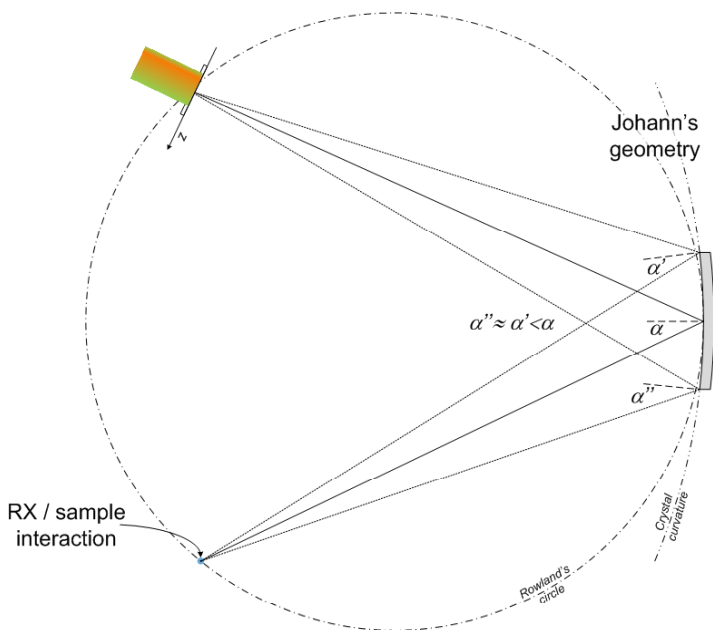 Johann's
geometry
z
α'
α'' ≈ α' < α
α
α''
RX / sample
interaction
Crystal
curvature
Rowland's
circle